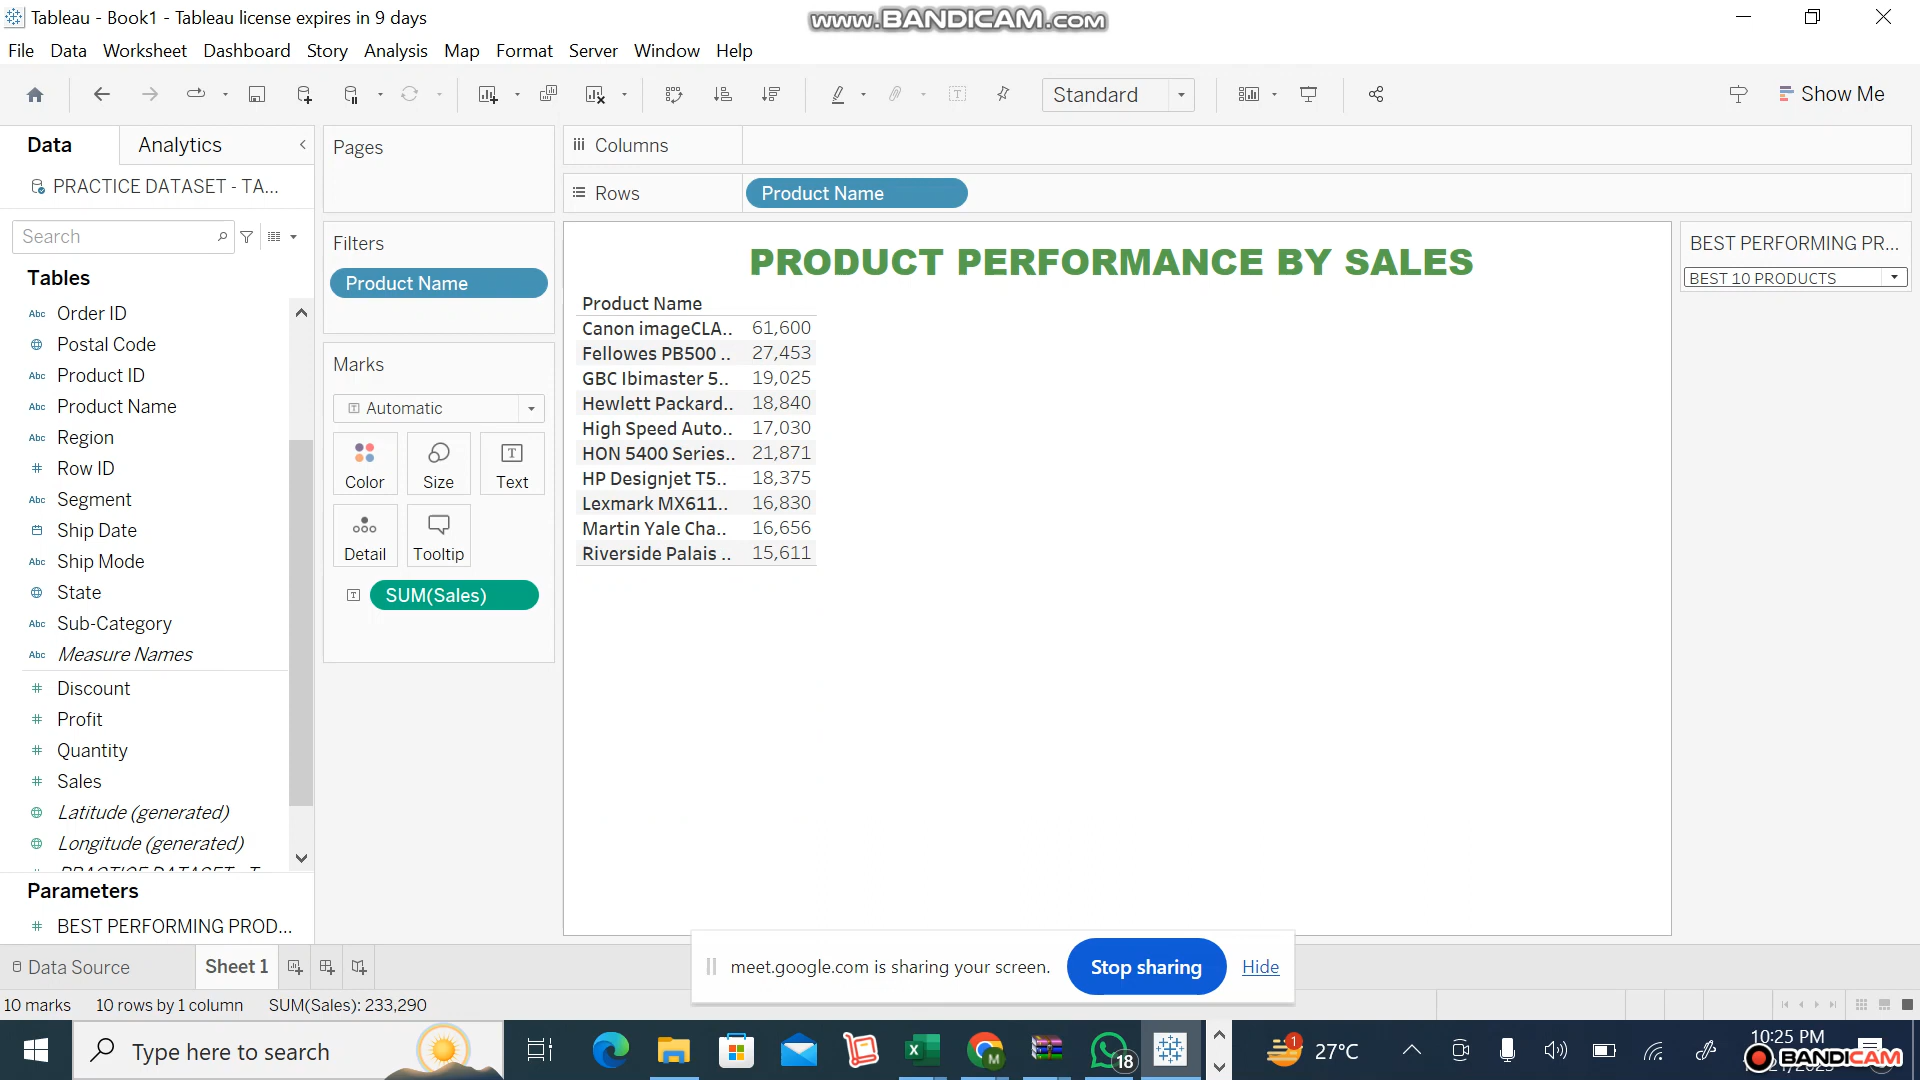 Tableau - Book1 - Tableau license expires in 9 days
www.BANDICAM.com
File Data Worksheet Dashboard Story Analysis Map Format Server Window Help
Standard
Show Me
Data
Analytics
PRACTICE DATASET - TA...
Search
Tables
Abc Order ID
Postal Code
Abc Product ID
Abc Product Name
Abc Region
# Row ID
Abc Segment
Ship Date
Abc Ship Mode
State
Abc Sub-Category
Abc Measure Names
# Discount
# Profit
# Quantity
# Sales
Latitude (generated)
Longitude (generated)
Parameters
# BEST PERFORMING PROD...
Pages
Filters
Product Name
Marks
Automatic
Color
Size
Text
Detail
Tooltip
SUM(Sales)
Columns
Rows
Product Name
PRODUCT PERFORMANCE BY SALES
Product Name
Canon imageCLA.. 61,600
Fellowes PB500 .. 27,453
GBC Ibimaster 5.. 19,025
Hewlett Packard.. 18,840
High Speed Auto.. 17,030
HON 5400 Series.. 21,871
HP Designjet T5.. 18,375
Lexmark MX611.. 16,830
Martin Yale Cha.. 16,656
Riverside Palais .. 15,611
BEST PERFORMING PR...
BEST 10 PRODUCTS
Data Source
Sheet 1
meet.google.com is sharing your screen.
Stop sharing
Hide
10 marks 10 rows by 1 column SUM(Sales): 233,290
Type here to search
18
1
27°C
10:25 PM
BANDICAM